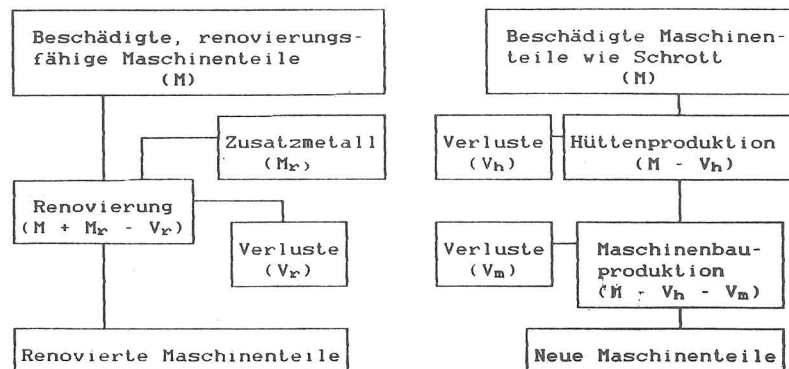 Beschädigte, renovierungs-
fähige Maschinenteile
(M)
Zusatzmetall
(Mr)
Renovierung
(M + Mr - Vr)
Verluste
(Vr)
Renovierte Maschinenteile
Beschädigte Maschinen-
teile wie Schrott
(M)
Verluste
(Vh)
Hüttenproduktion
(M - Vh)
Verluste
(Vm)
Maschinenbau-
produktion
(M - Vh - Vm)
Neue Maschinenteile